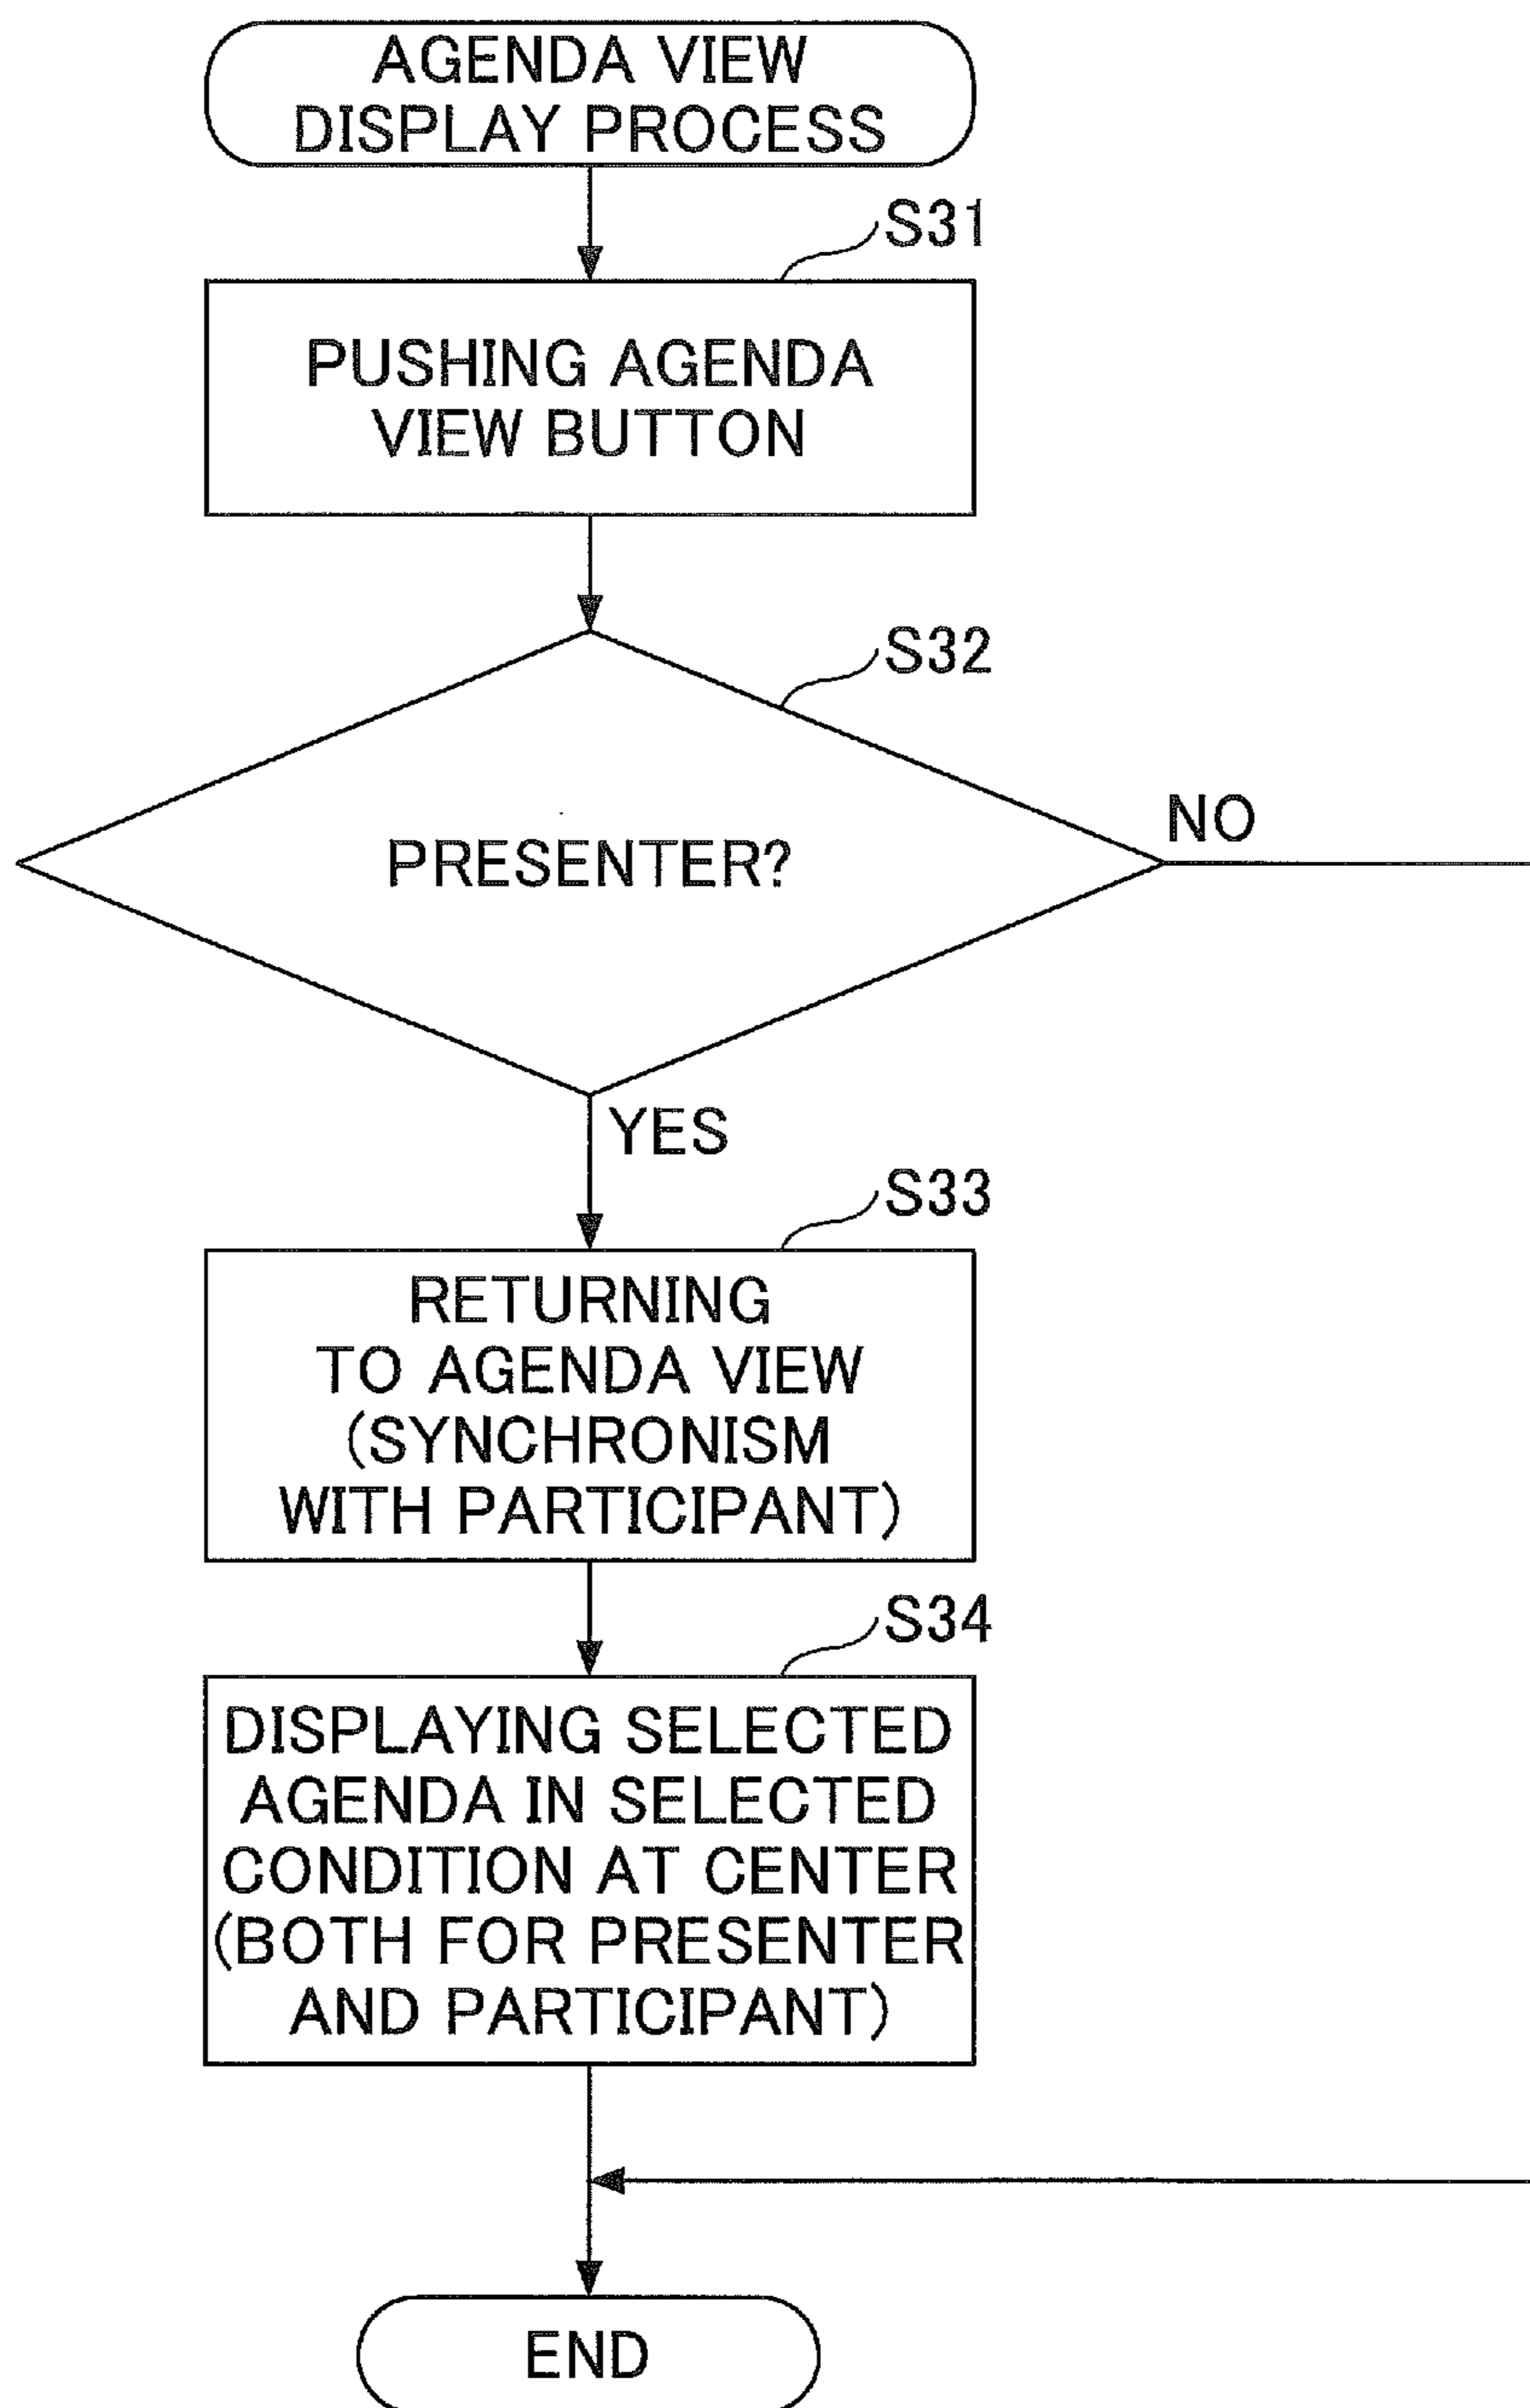 AGENDA VIEW
DISPLAY PROCESS
S31
PUSHING AGENDA
VIEW BUTTON
S32
PRESENTER?
NO
YES
S33
RETURNING
TO AGENDA VIEW
(SYNCHRONISM
WITH PARTICIPANT)
S34
DISPLAYING SELECTED
AGENDA IN SELECTED
CONDITION AT CENTER
(BOTH FOR PRESENTER
AND PARTICIPANT)
END